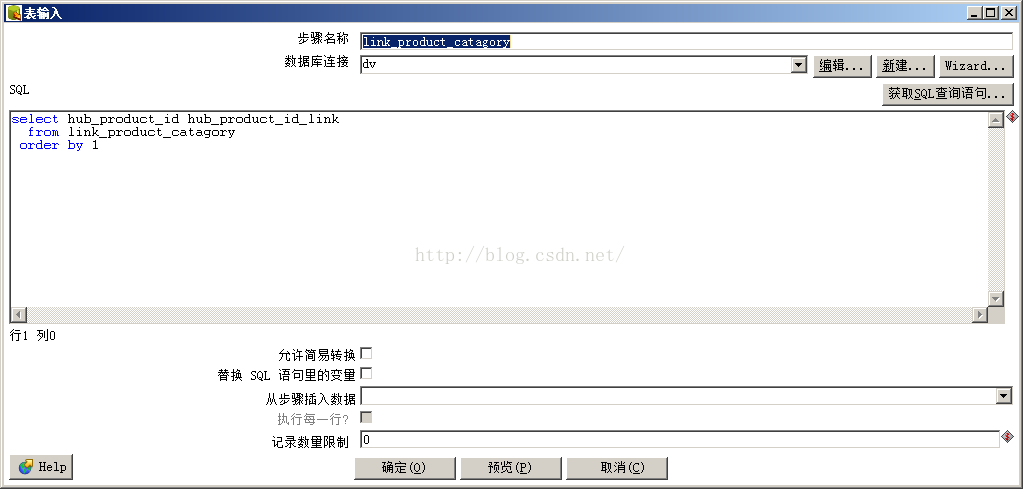 表输入
步骤名称 link_product_catagory
数据库连接 dv 编辑... 新建... Wizard...
SQL 获取SQL查询语句...
select hub_product_id hub_product_id_link
from link_product_catagory
order by 1
http://blog.csdn.net/
行1 列0
允许简易转换
替换 SQL 语句里的变量
从步骤插入数据
执行每一行?
记录数量限制 0
Help 确定(O) 预览(P) 取消(C)